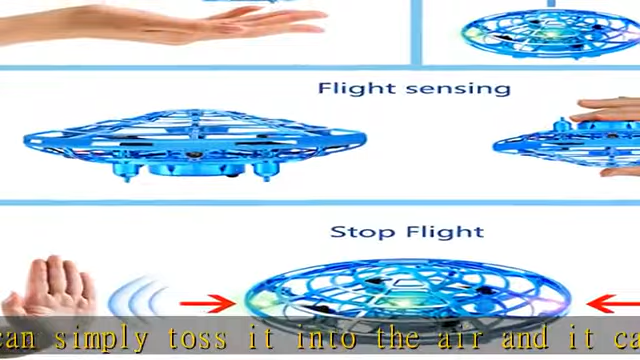 Flight sensing
Stop Flight
can simply toss it into the air and it ca